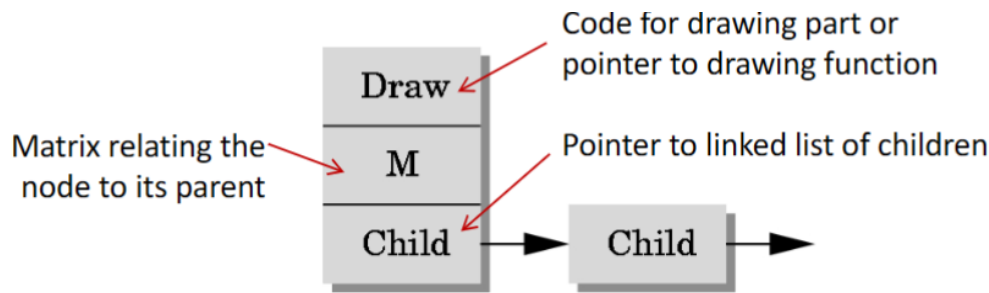 Code for drawing part or
pointer to drawing function
Draw
Matrix relating the
node to its parent
M
Pointer to linked list of children
Child
Child